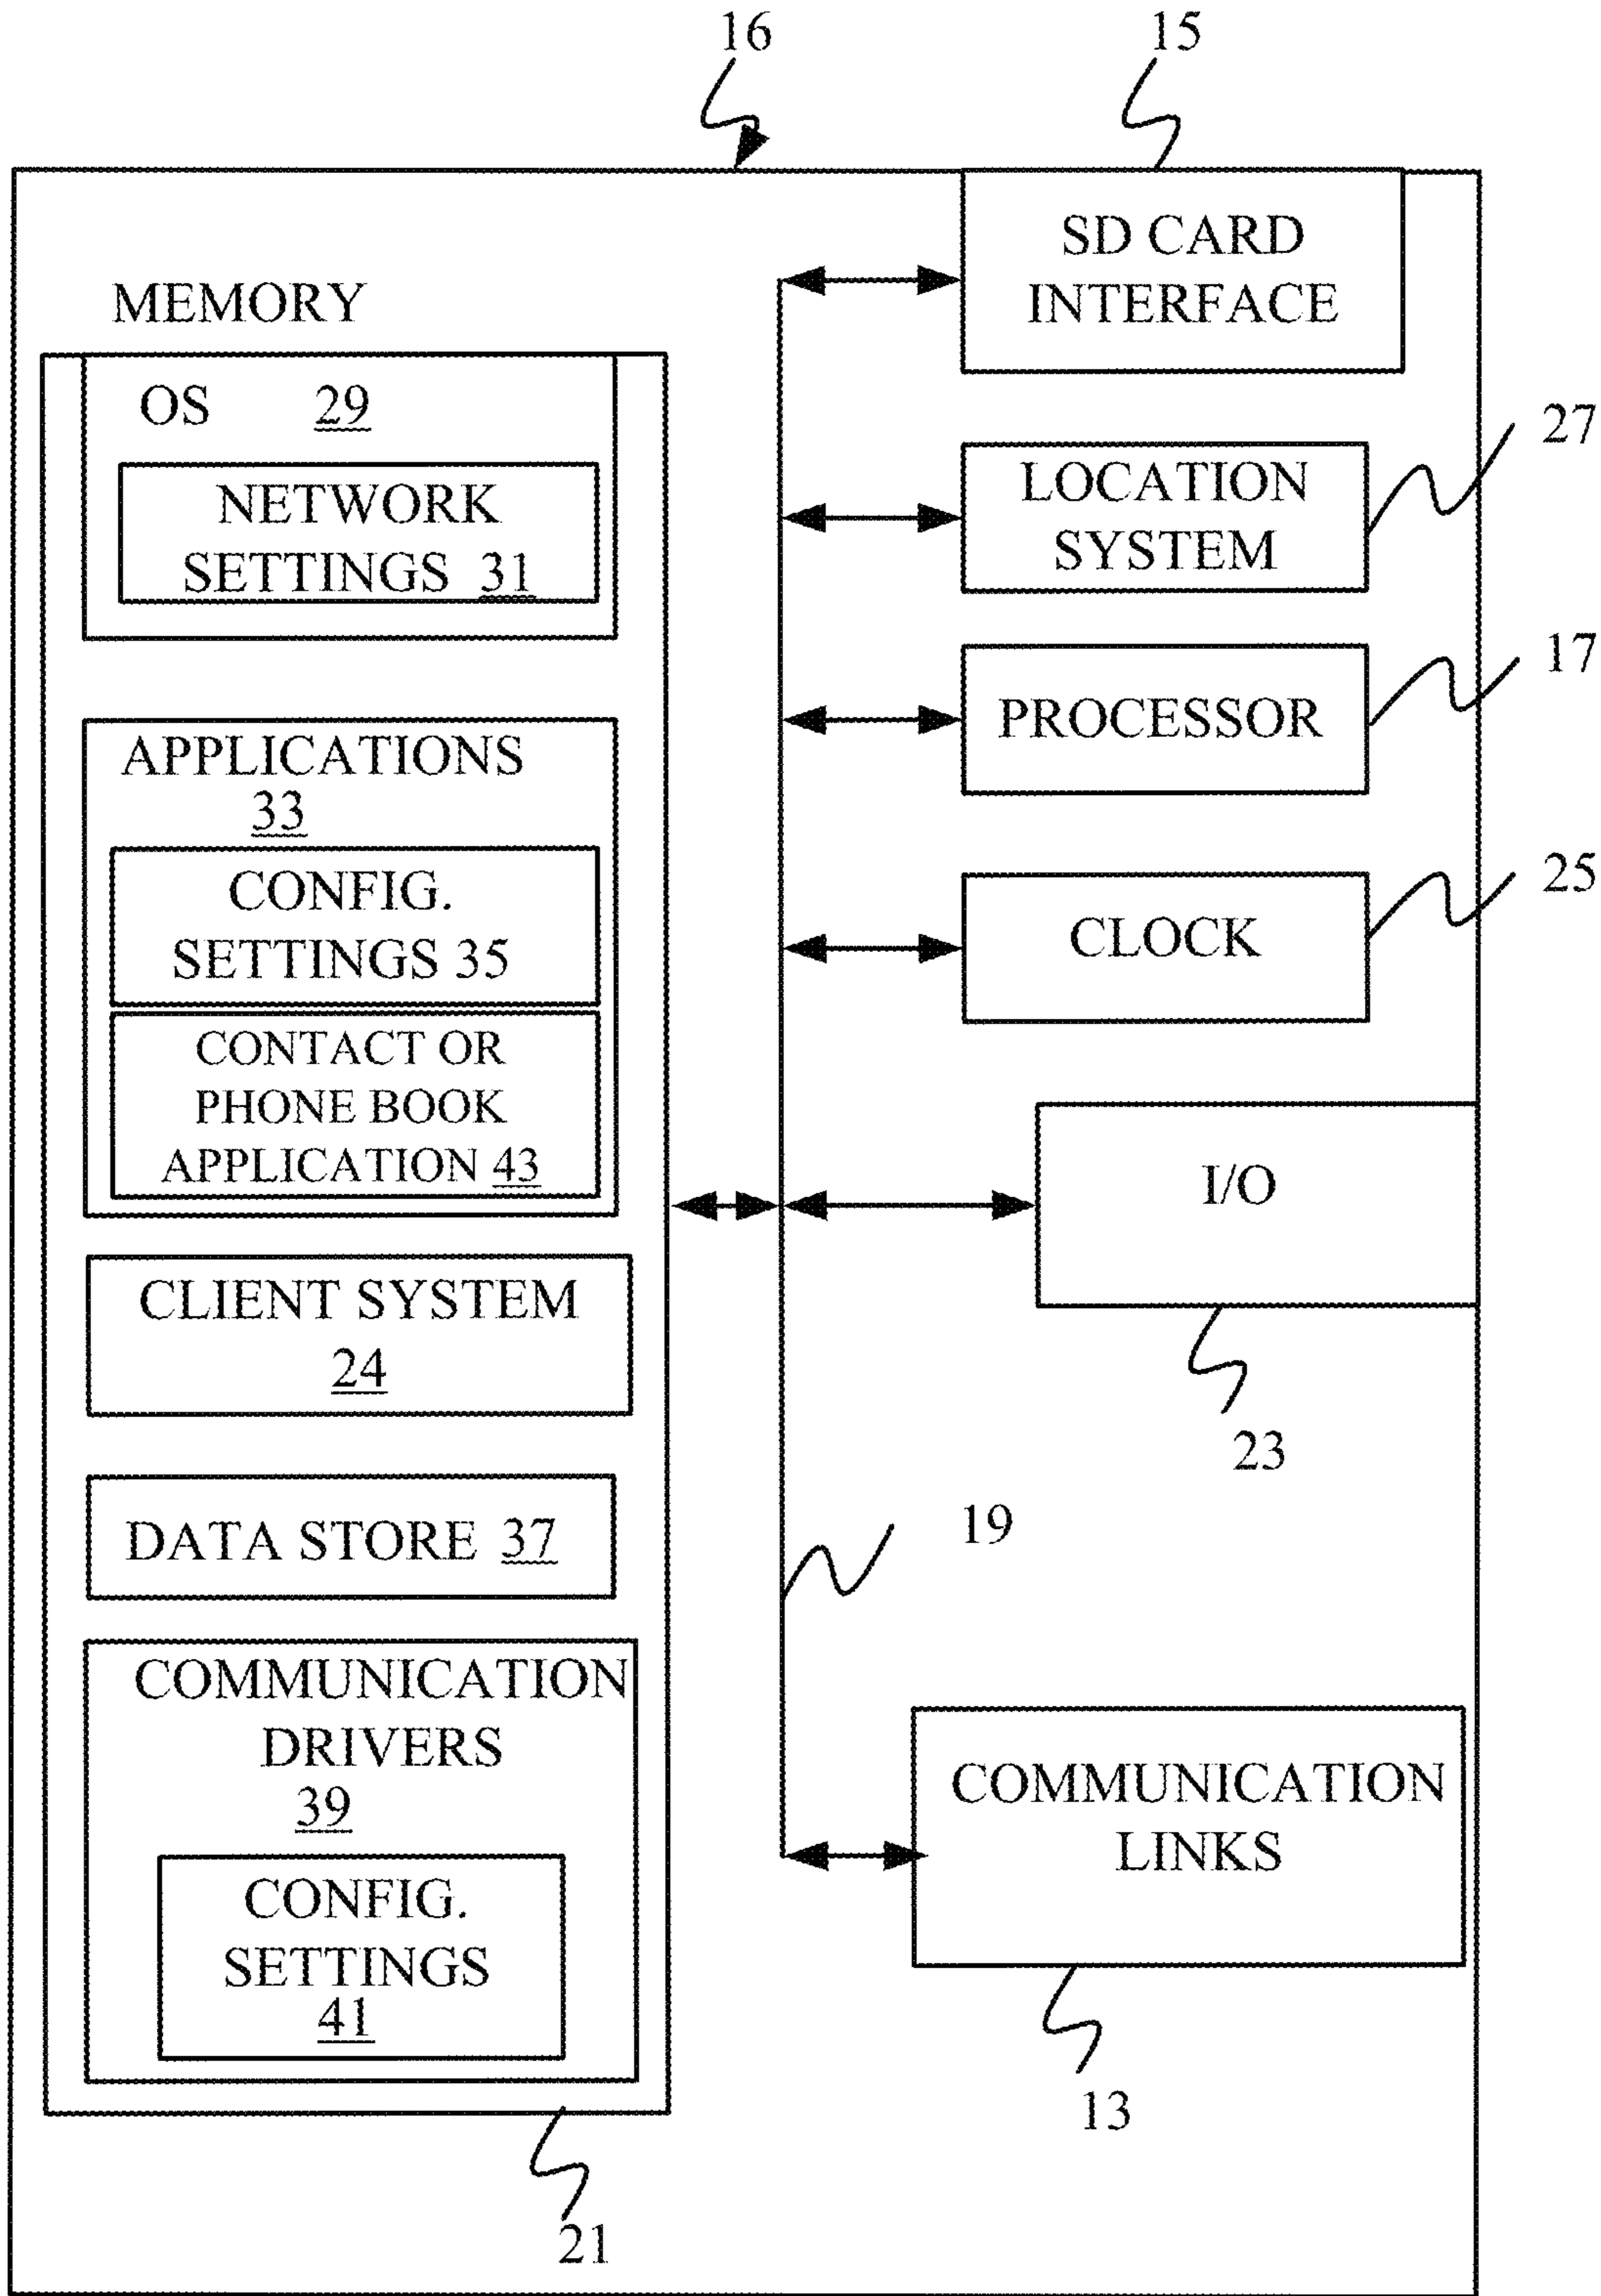 16
15
SD CARD
INTERFACE
MEMORY
OS 29
NETWORK
SETTINGS 31
27
LOCATION
SYSTEM
17
PROCESSOR
APPLICATIONS
33
CONFIG.
SETTINGS 35
25
CLOCK
CONTACT OR
PHONE BOOK
APPLICATION 43
I/O
23
CLIENT SYSTEM
24
DATA STORE 37
19
COMMUNICATION
DRIVERS
39
CONFIG.
SETTINGS
41
COMMUNICATION
LINKS
13
21